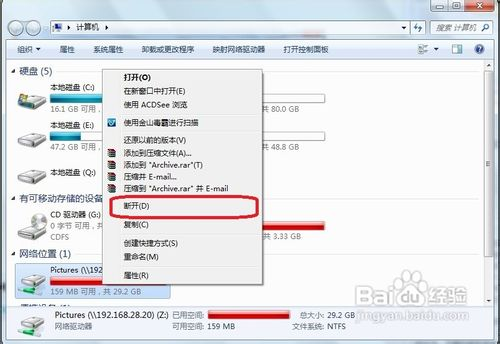 计算机
搜索 计算机
组织 属性 系统属性 卸载或更改程序 映射网络驱动器 打开控制面板
硬盘 (5)
本地磁盘 (C:)
16.1 GB 可用,
共 80.0 GB
本地磁盘 (E:)
47.2 GB 可用,
共 48.8 GB
本地磁盘 (Q:)
有可移动存储的设备
CD 驱动器 (G:)
0 字节 可用,
共 3.33 GB
CDFS
网络位置 (1)
Pictures (\\192
159 MB 可用, 共 29.2 GB
打开(O)
在新窗口中打开(E)
使用 ACDSee 浏览
使用金山毒霸进行扫描
还原以前的版本(V)
添加到压缩文件(A)...
添加到 "Archive.rar"(T)
压缩并 E-mail...
压缩到 "Archive.rar" 并 E-mail
断开(D)
复制(C)
创建快捷方式(S)
重命名(M)
属性(R)
Pictures (\\192.168.28.20) (Z:) 已用空间: 总大小: 29.2 GB
网络驱动器 可用空间: 159 MB 文件系统: NTFS
Baidu 经验
jingyan.baidu.com